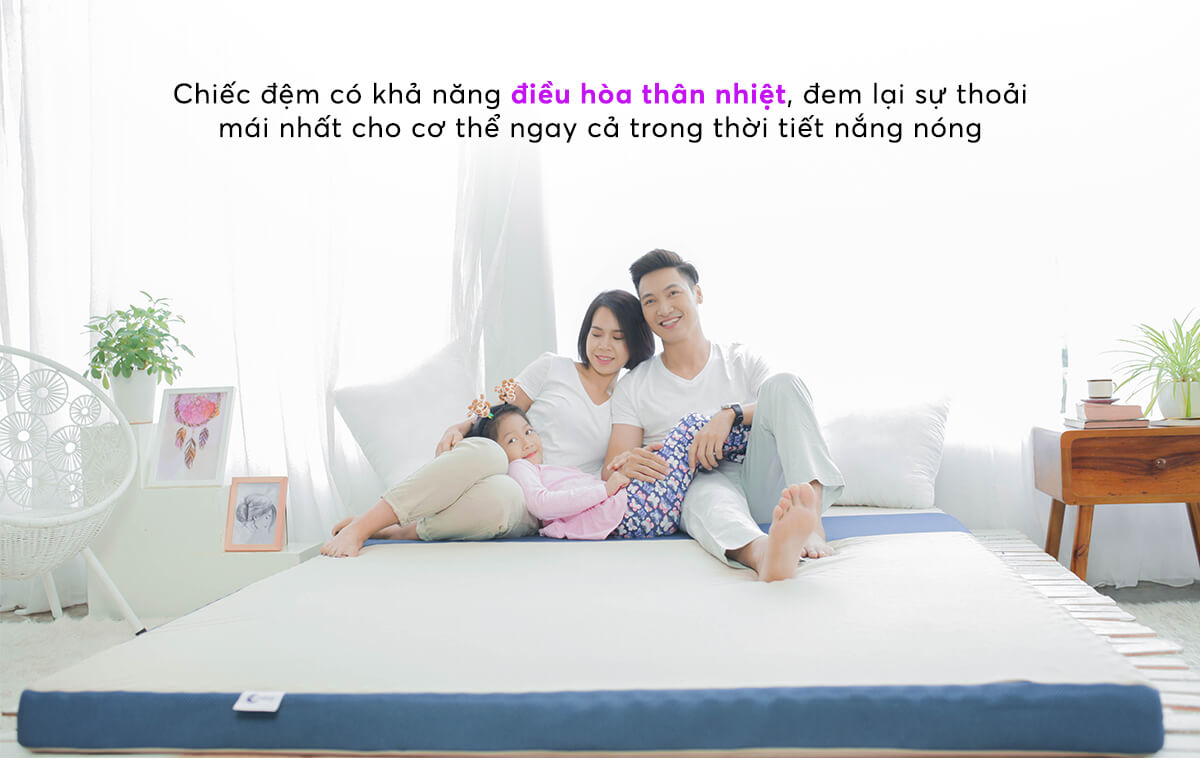 Chiếc đệm có khả năng điều hòa thân nhiệt, đem lại sự thoải
mái nhất cho cơ thể ngay cả trong thời tiết nắng nóng